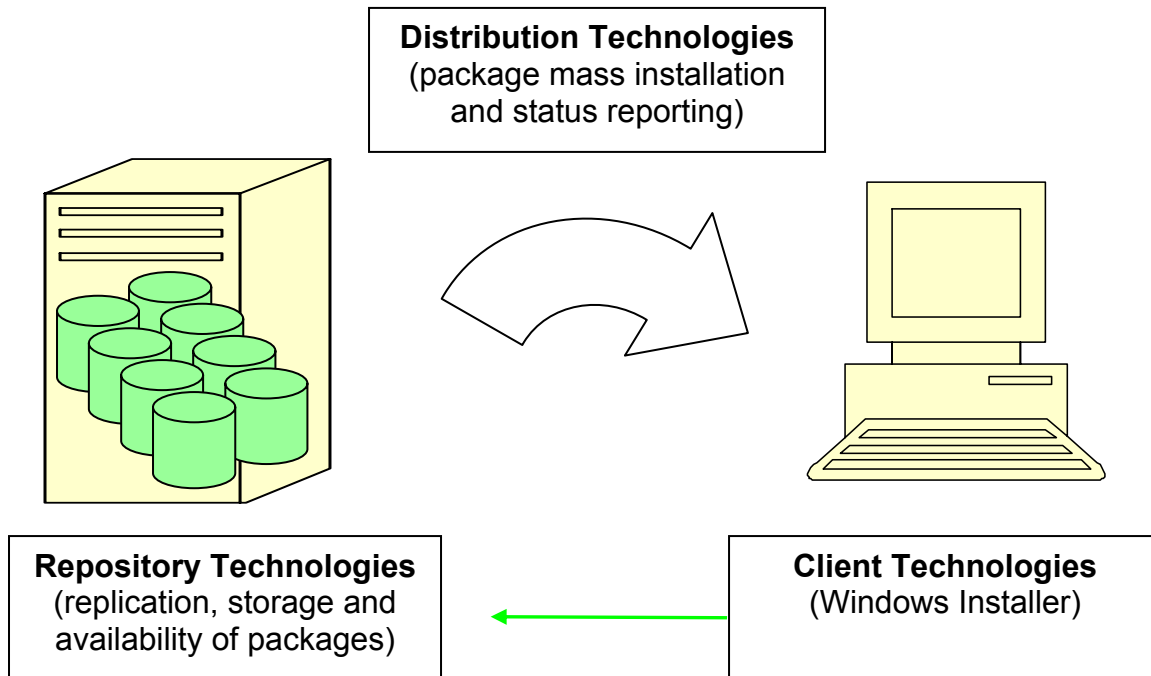 Distribution Technologies
(package mass installation
and status reporting)
Repository Technologies
(replication, storage and
availability of packages)
Client Technologies
(Windows Installer)